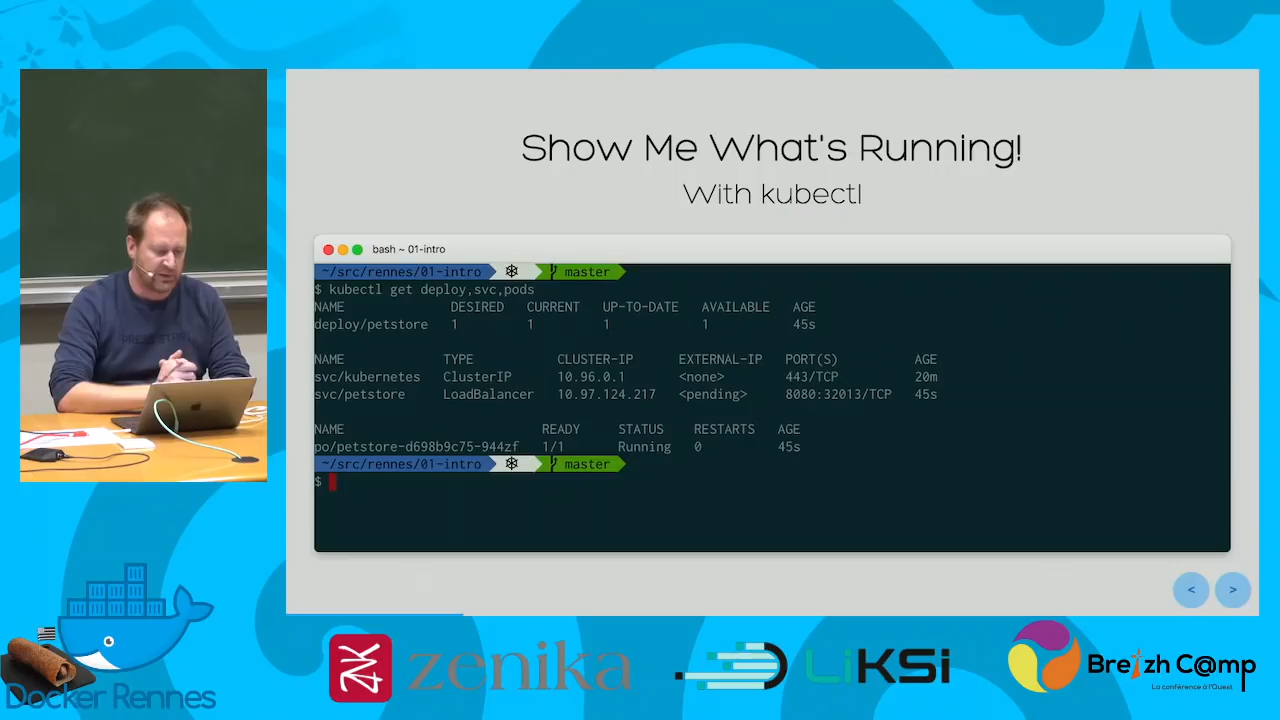 Show Me What's Running!
With kubectl
bash ~ 01-intro
~/src/rennes/01-intro master
$ kubectl get deploy,svc,pods
NAME DESIRED CURRENT UP-TO-DATE AVAILABLE AGE
deploy/petstore 1 1 1 1 45s
NAME TYPE CLUSTER-IP EXTERNAL-IP PORT(S) AGE
svc/kubernetes ClusterIP 10.96.0.1 <none> 443/TCP 20m
svc/petstore LoadBalancer 10.97.124.217 <pending> 8080:32013/TCP 45s
NAME READY STATUS RESTARTS AGE
po/petstore-d698b9c75-944zf 1/1 Running 0 45s
~/src/rennes/01-intro master
$
< >
Docker Rennes
zenika
LiKSi
Breizh C@mp
La conférence à l'Ouest